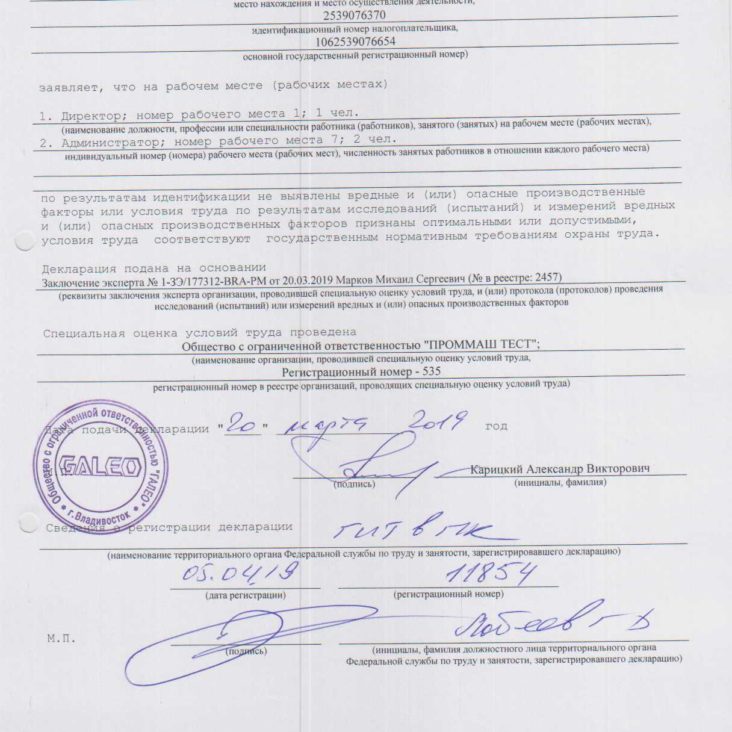 место нахождения и место осуществления деятельности,
2539076370
идентификационный номер налогоплательщика,
1062539076654
основной государственный регистрационный номер)
заявляет, что на рабочем месте (рабочих местах)
1. Директор; номер рабочего места 1; 1 чел.
(наименование должности, профессии или специальности работника (работников), занятого (занятых) на рабочем месте (рабочих местах),
2. Администратор; номер рабочего места 7; 2 чел.
индивидуальный номер (номера) рабочего места (рабочих мест), численность занятых работников в отношении каждого рабочего места)
по результатам идентификации не выявлены вредные и (или) опасные производственные
факторы или условия труда по результатам исследований (испытаний) и измерений вредных
и (или) опасных производственных факторов признаны оптимальными или допустимыми,
условия труда соответствуют государственным нормативным требованиям охраны труда.
Декларация подана на основании
Заключение эксперта № 1-ЗЭ/177312-BRA-PM от 20.03.2019 Марков Михаил Сергеевич (№ в реестре: 2457)
(реквизиты заключения эксперта организации, проводившей специальную оценку условий труда, и (или) протокола (протоколов) проведения
исследований (испытаний) или измерений вредных и (или) опасных производственных факторов
Специальная оценка условий труда проведена
Общество с ограниченной ответственностью "ПРОММАШ ТЕСТ";
(наименование организации, проводившей специальную оценку условий труда,
Регистрационный номер - 535
регистрационный номер в реестре организаций, проводящих специальную оценку условий труда)
Дата подачи декларации "20" марта 2019 год
Общество с ограниченной ответственностью "ГАЛЕО"
GALEO
г.Владивосток
Карицкий Александр Викторович
(подпись) (инициалы, фамилия)
Сведения о регистрации декларации ГИТ в ПК
(наименование территориального органа Федеральной службы по труду и занятости, зарегистрировавшего декларацию)
05.04.19 11854
(дата регистрации) (регистрационный номер)
М.П.
(подпись) (инициалы, фамилия должностного лица территориального органа
Федеральной службы по труду и занятости, зарегистрировавшего декларацию)